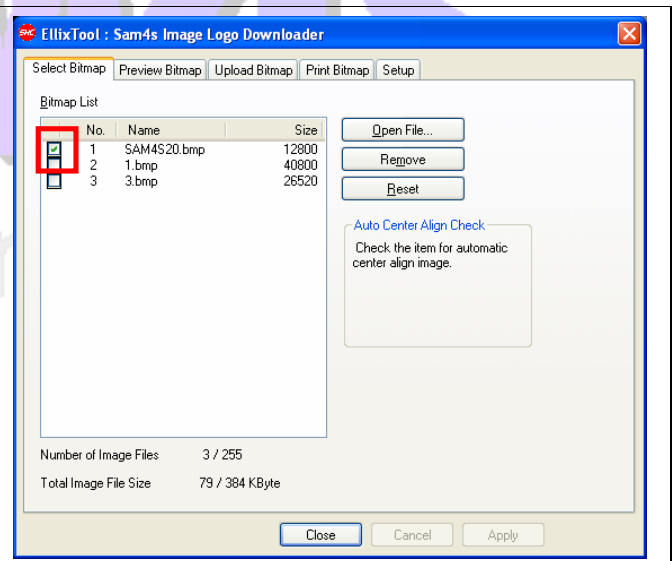 SMC EllixTool : Sam4s Image Logo Downloader
Select Bitmap Preview Bitmap Upload Bitmap Print Bitmap Setup
Bitmap List
No. Name Size
1 SAM4S20.bmp 12800
2 1.bmp 40800
3 3.bmp 26520
Open File...
Remove
Reset
Auto Center Align Check
Check the item for automatic
center align image.
Number of Image Files 3 / 255
Total Image File Size 79 / 384 KByte
Close Cancel Apply